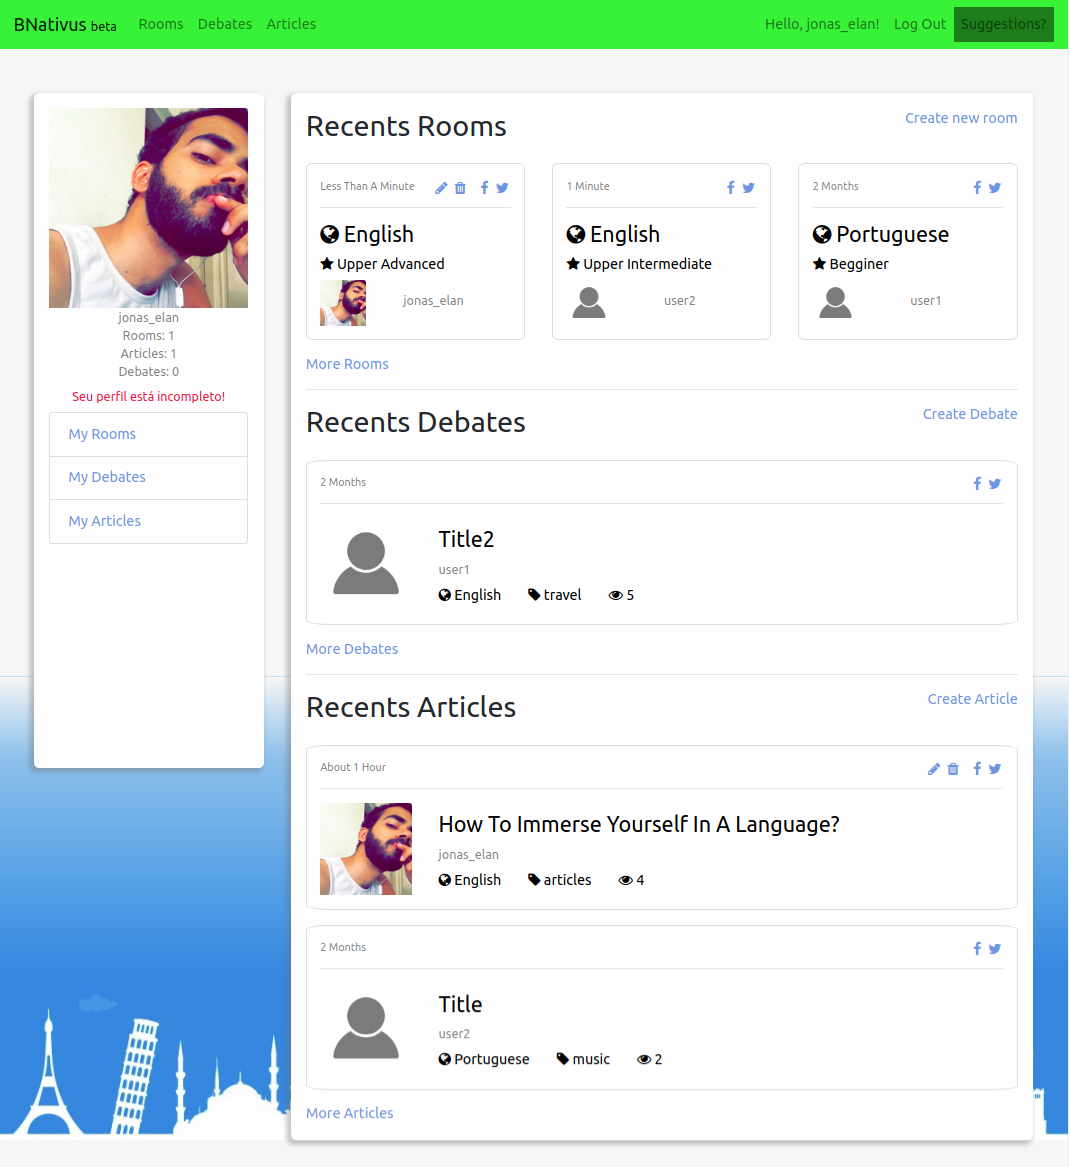 BNativus beta Rooms Debates Articles Hello, jonas_elan! Log Out Suggestions?
jonas_elan
Rooms: 1
Articles: 1
Debates: 0
Seu perfil está incompleto!
My Rooms
My Debates
My Articles
Recents Rooms Create new room
Less Than A Minute
English
Upper Advanced
jonas_elan
1 Minute
English
Upper Intermediate
user2
2 Months
Portuguese
Begginer
user1
More Rooms
Recents Debates Create Debate
2 Months
Title2
user1
English travel 5
More Debates
Recents Articles Create Article
About 1 Hour
How To Immerse Yourself In A Language?
jonas_elan
English articles 4
2 Months
Title
user2
Portuguese music 2
More Articles